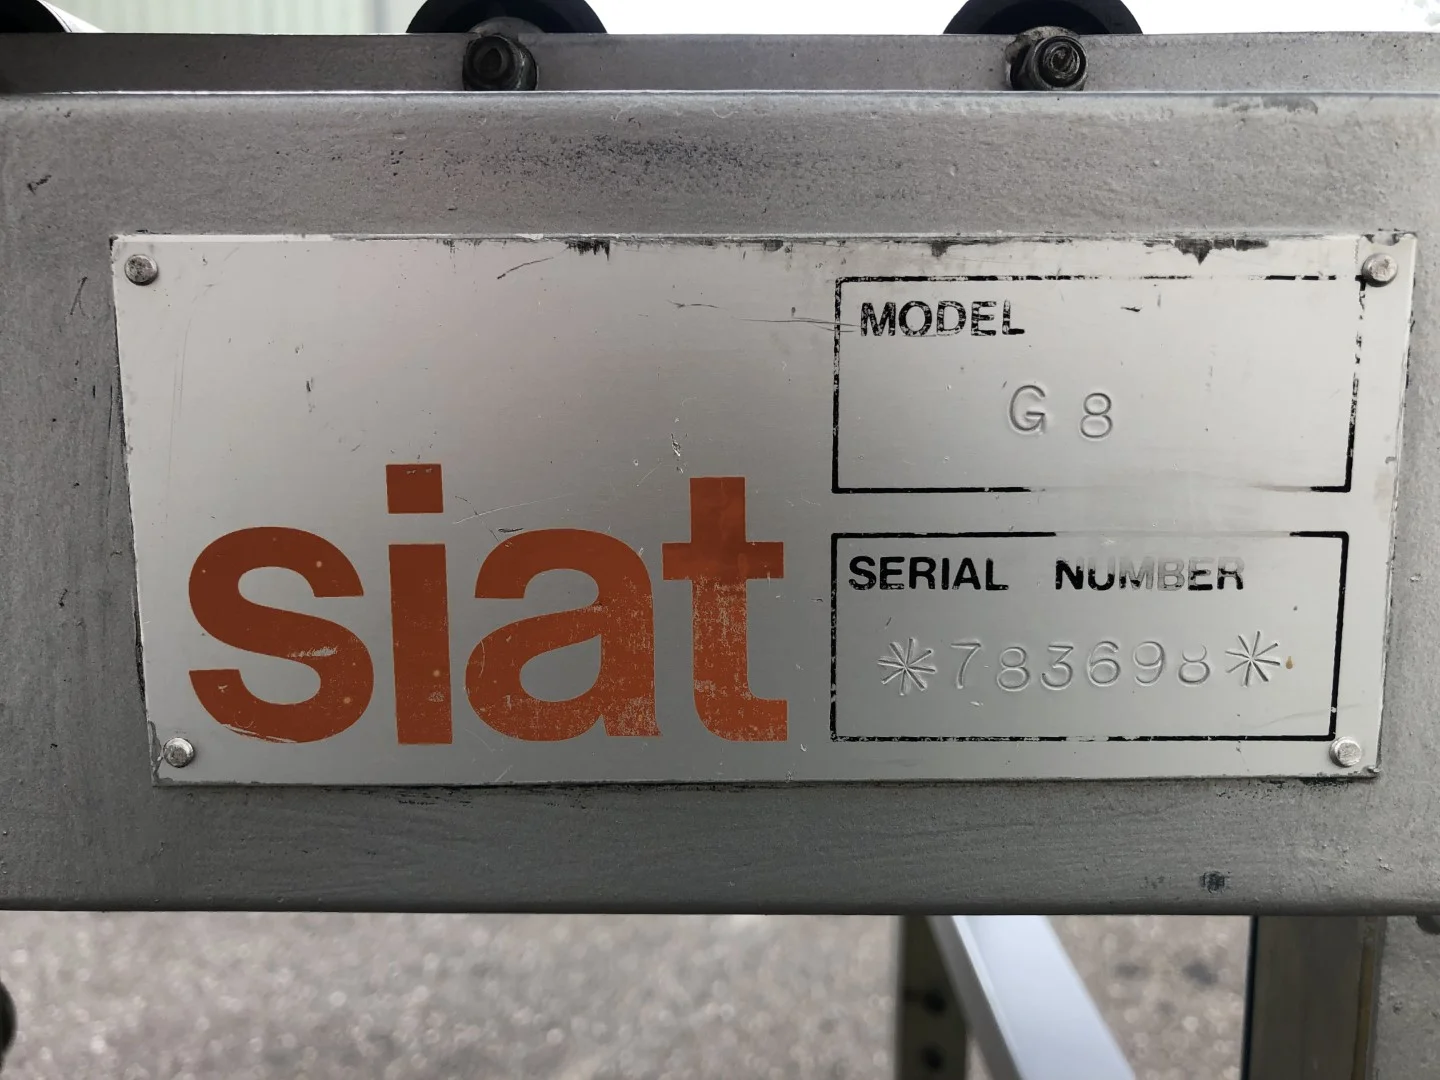 siat
MODEL
G 8
SERIAL NUMBER
*783698*